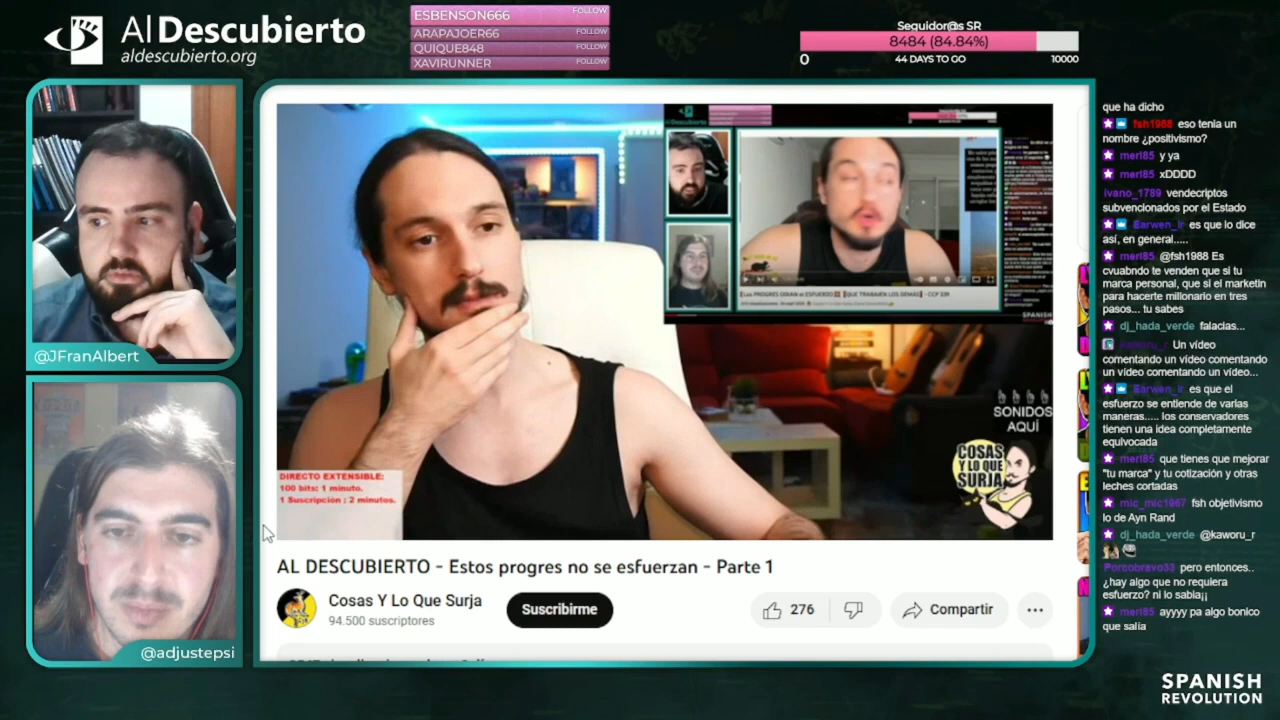 Al Descubierto
aldescubierto.org
ESBENSON666 FOLLOW
ARAPAJOER66 FOLLOW
QUIQUE848 FOLLOW
XAVIRUNNER FOLLOW
Seguidor@s SR
8484 (84.84%)
0 44 DAYS TO GO 10000
@JFranAlbert
@adjustepsi
DIRECTO EXTENSIBLE:
100 bits: 1 minuto.
1 Suscripción : 2 minutos.
SONIDOS
AQUÍ
COSAS
Y LO QUE
SURJA
AL DESCUBIERTO - Estos progres no se esfuerzan - Parte 1
Cosas Y Lo Que Surja
94.500 suscriptores
Suscribirme
276
Compartir
que ha dicho
fsh1988 eso tenia un
nombre ¿positivismo?
merl85 y ya
merl85 xDDDD
ivano_1789 vendecriptos
subvencionados por el Estado
Earwen_Ir es que lo dice
así, en general.....
merl85 @fsh1988 Es
cvuabndo te venden que si tu
marca personal, que si el marketin
para hacerte millonario en tres
pasos... tu sabes
dj_hada_verde falacias...
kaworu_r Un vídeo
comentando un vídeo comentando
un vídeo comentando un vídeo...
Earwen_Ir es que el
esfuerzo se entiende de varias
maneras..... los conservadores
tienen una idea completamente
equivocada
merl85 que tienes que mejorar
"tu marca" y tu cotización y otras
leches cortadas
mic_mic1987 fsh objetivismo
lo de Ayn Rand
dj_hada_verde @kaworu_r
Porcobravo33 pero entonces..
¿hay algo que no requiera
esfuerzo? ni lo sabia¡¡
merl85 ayyyy pa algo bonico
que salía
SPANISH
REVOLUTION